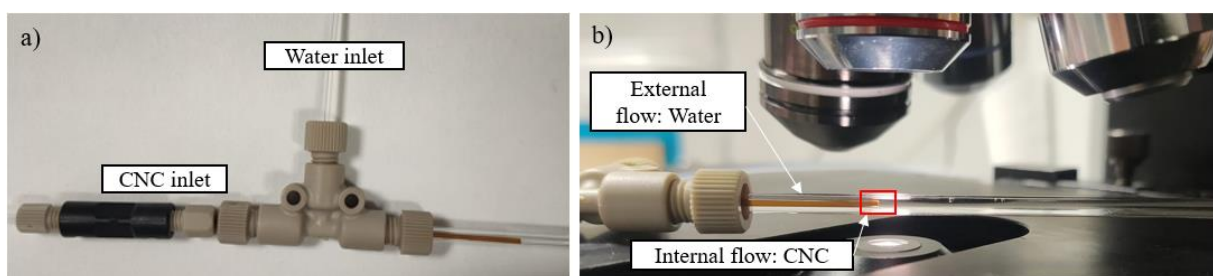 a)
Water inlet
CNC inlet
b)
External
flow: Water
Internal flow: CNC